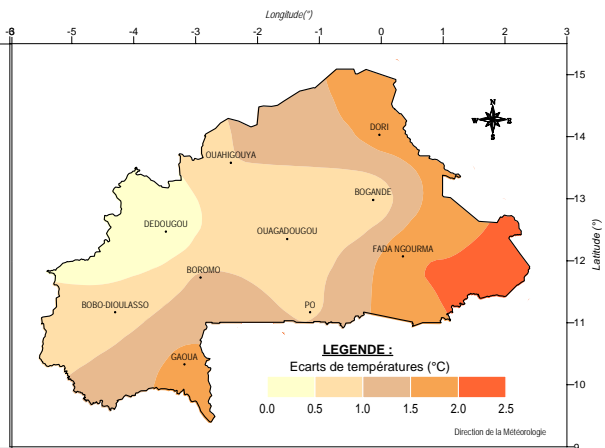 Longitude(°)
-6 -5 -4 -3 -2 -1 0 1 2 3
15
N
W
S
DORI
14
OUAHIGOUYA
BOGANDE
13
DEDOUGOU
OUAGADOUGOU
FADA NGOURMA
Latitude (°)
12
BOROMO
BOBO-DIOULASSO
PO
11
LEGENDE :
GAOUA
Ecarts de températures (°C)
10
0.0 0.5 1.0 1.5 2.0 2.5
Direction de la Météorologie
9